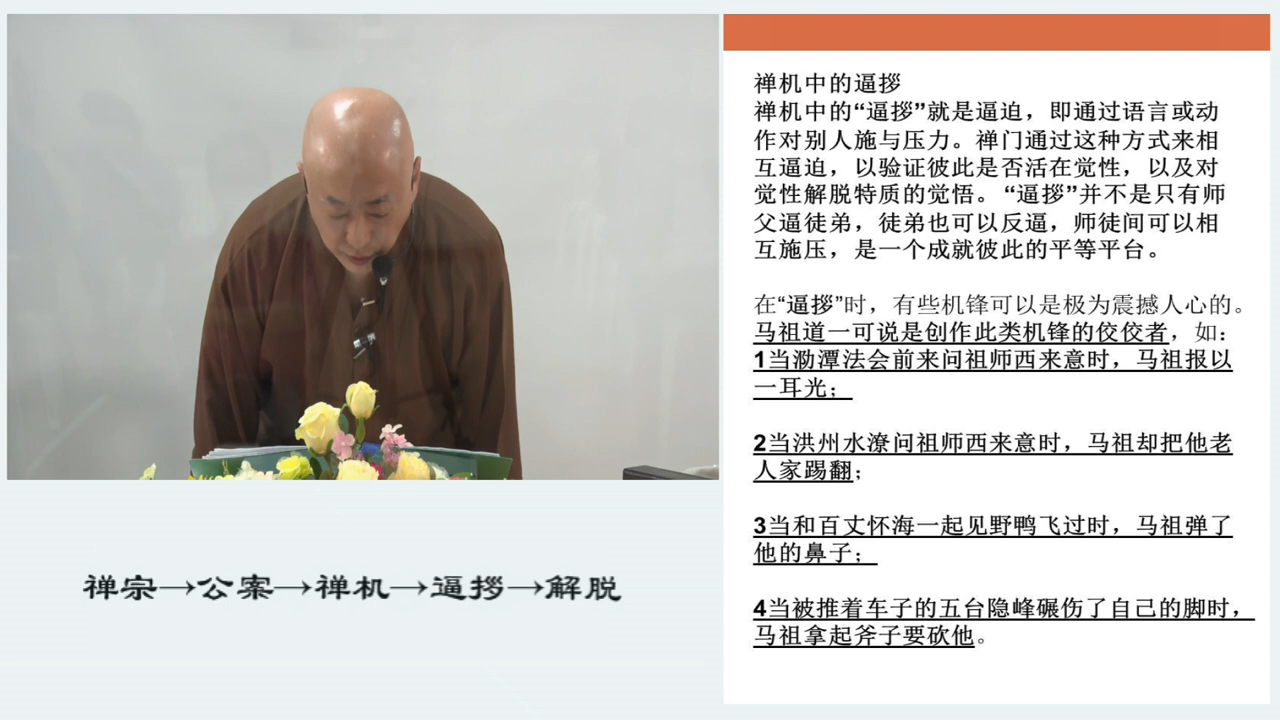 禅机中的逼拶
禅机中的“逼拶”就是逼迫，即通过语言或动
作对别人施与压力。禅门通过这种方式来相
互逼迫，以验证彼此是否活在觉性，以及对
觉性解脱特质的觉悟。“逼拶”并不是只有师
父逼徒弟，徒弟也可以反逼，师徒间可以相
互施压，是一个成就彼此的平等平台。
在“逼拶”时，有些机锋可以是极为震撼人心的。
马祖道一可说是创作此类机锋的佼佼者，如：
1当泐潭法会前来问祖师西来意时，马祖报以
一耳光；
2当洪州水潦问祖师西来意时，马祖却把他老
人家踢翻；
3当和百丈怀海一起见野鸭飞过时，马祖弹了
他的鼻子；
4当被推着车子的五台隐峰碾伤了自己的脚时，
马祖拿起斧子要砍他。
禅宗→公案→禅机→逼拶→解脱